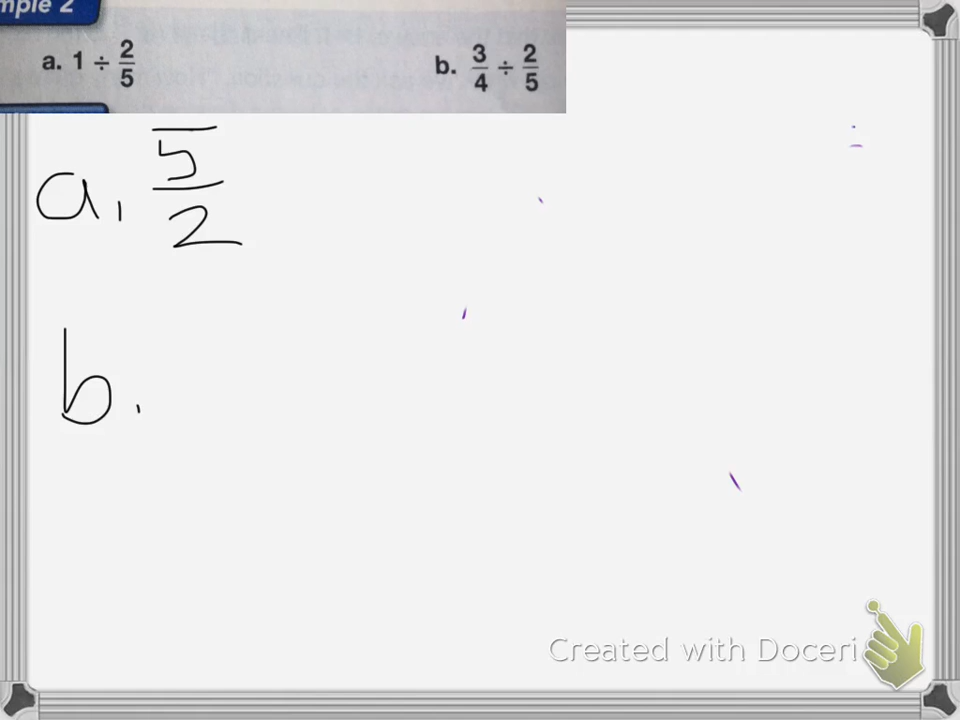 mple 2
a. 1 ÷ 2/5
b. 3/4 ÷ 2/5
a. 5/2
b.
Created with Doceri